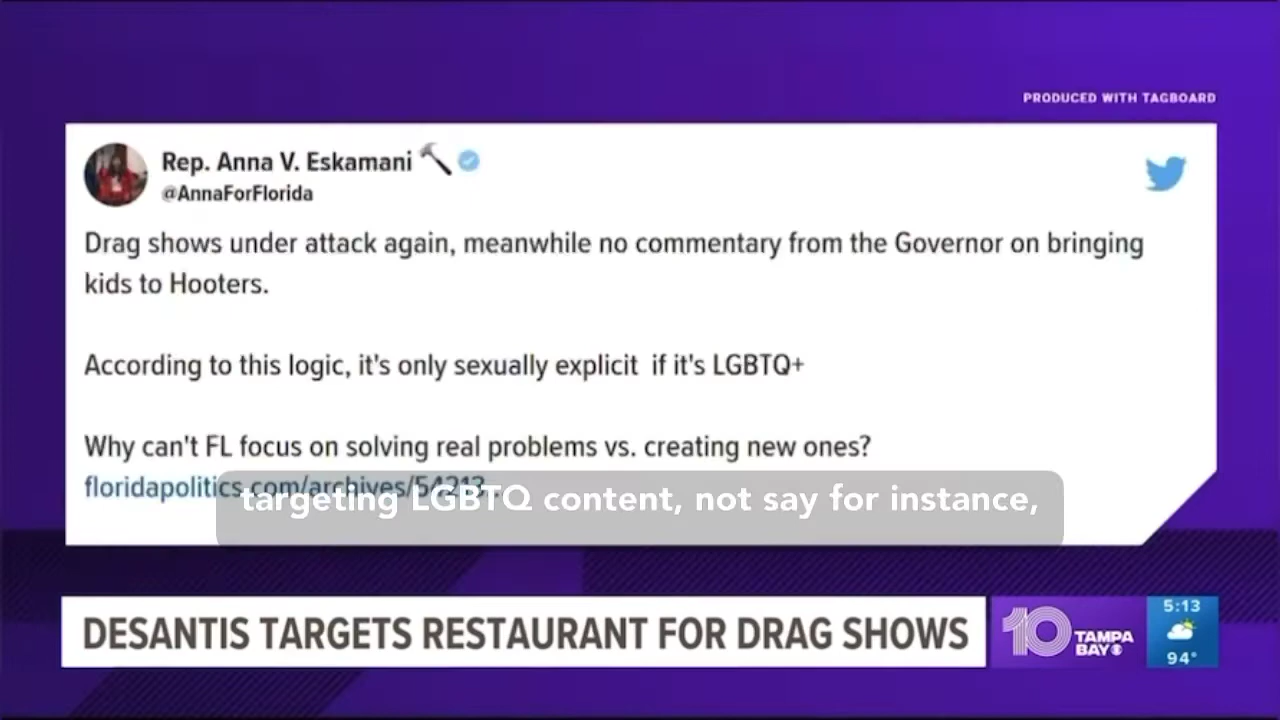 PRODUCED WITH TAGBOARD
Rep. Anna V. Eskamani
@AnnaForFlorida
Drag shows under attack again, meanwhile no commentary from the Governor on bringing
kids to Hooters.
According to this logic, it's only sexually explicit if it's LGBTQ+
Why can't FL focus on solving real problems vs. creating new ones?
floridapolitics.com/archives/54213...
targeting LGBTQ content, not say for instance,
DESANTIS TARGETS RESTAURANT FOR DRAG SHOWS
10 TAMPA BAY
5:13
94°